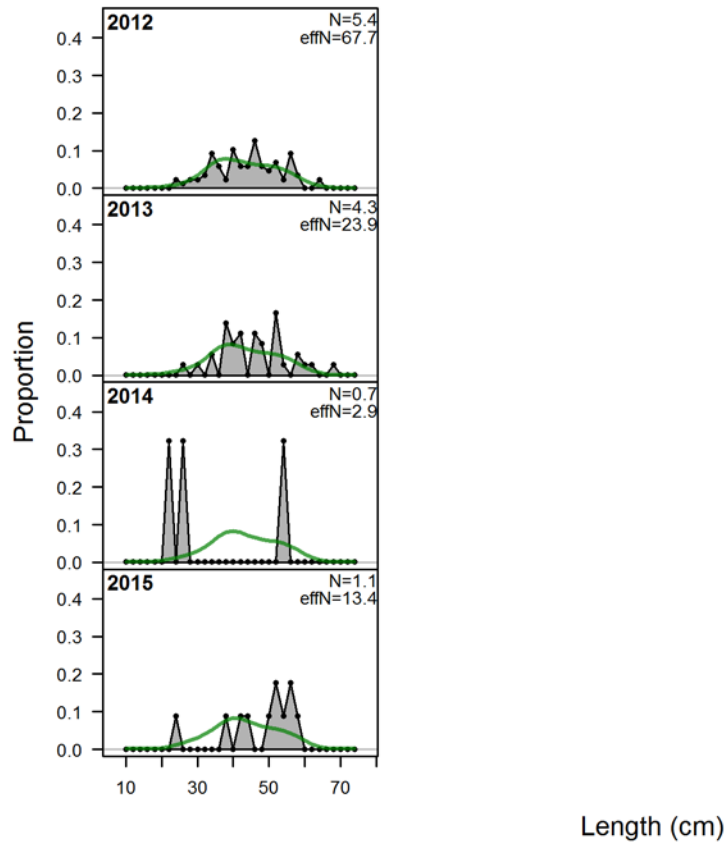 2012 N=5.4
effN=67.7
0.4
0.3
0.2
0.1
0.0
2013 N=4.3
effN=23.9
0.4
0.3
0.2
0.1
0.0
2014 N=0.7
effN=2.9
0.4
0.3
0.2
0.1
0.0
2015 N=1.1
effN=13.4
0.4
0.3
0.2
0.1
0.0
Proportion
10 30 50 70
Length (cm)